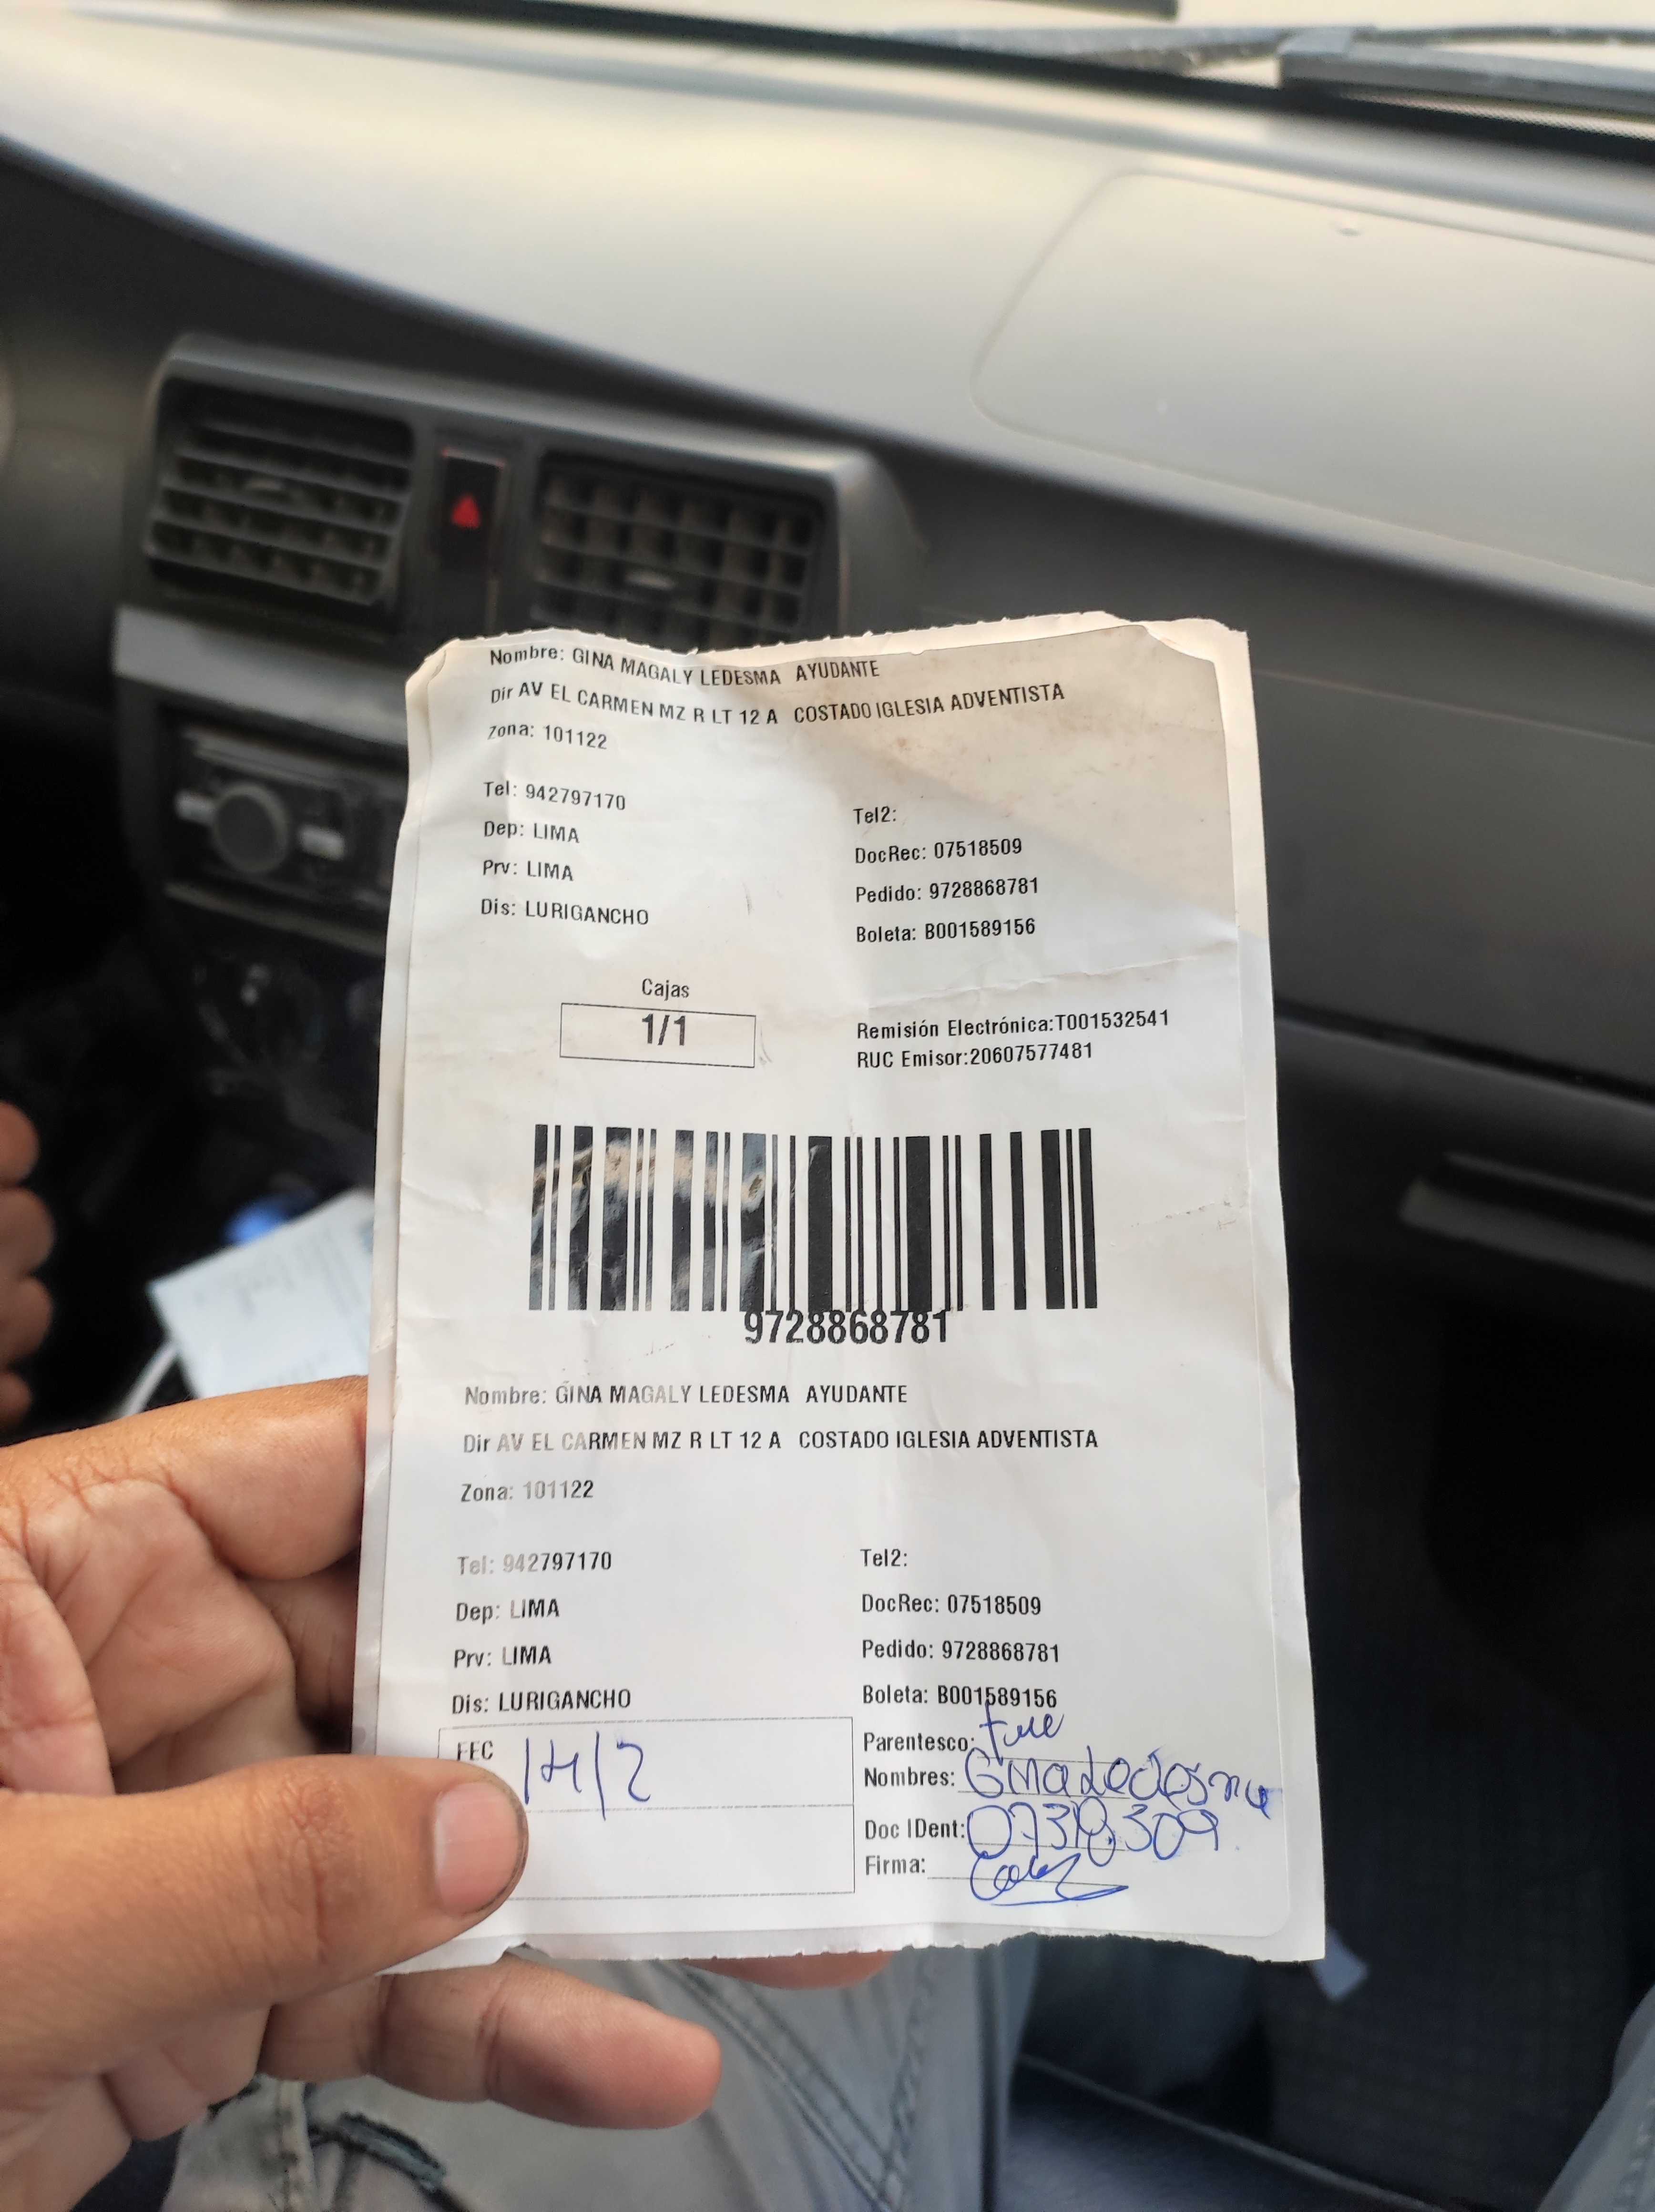 Nombre: GINA MAGALY LEDESMA AYUDANTE
Dir AV EL CARMEN MZ R LT 12 A COSTADO IGLESIA ADVENTISTA
Zona: 101122
Tel: 942797170
Tel2:
Dep: LIMA
DocRec: 07518509
Prv: LIMA
Pedido: 9728868781
Dis: LURIGANCHO
Boleta: B001589156
Cajas
1/1
Remisión Electrónica:T001532541
RUC Emisor:20607577481
9728868781
Nombre: GINA MAGALY LEDESMA AYUDANTE
Dir AV EL CARMEN MZ R LT 12 A COSTADO IGLESIA ADVENTISTA
Zona: 101122
Tel: 942797170
Tel2:
Dep: LIMA
DocRec: 07518509
Prv: LIMA
Pedido: 9728868781
Dis: LURIGANCHO
Boleta: B001589156
FEC 14/2
Parentesco:
Nombres: Gina Ledesma
Doc IDent:
Firma: